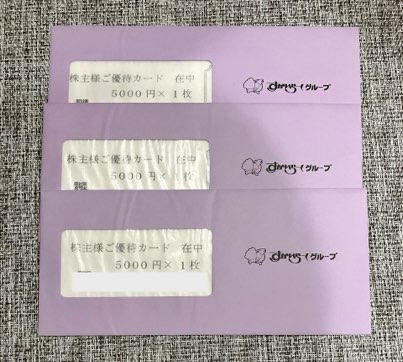 株主様ご優待カード 在中
5000円×1枚
すかいらーくグループ
株主様ご優待カード 在中
5000円×1枚
すかいらーくグループ
株主様ご優待カード 在中
5000円×1枚
すかいらーくグループ